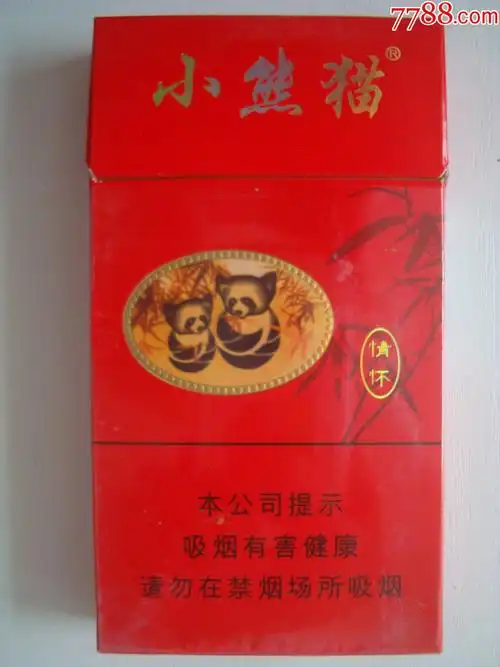 7788.com
小熊猫®
情怀
本公司提示
吸烟有害健康
请勿在禁烟场所吸烟